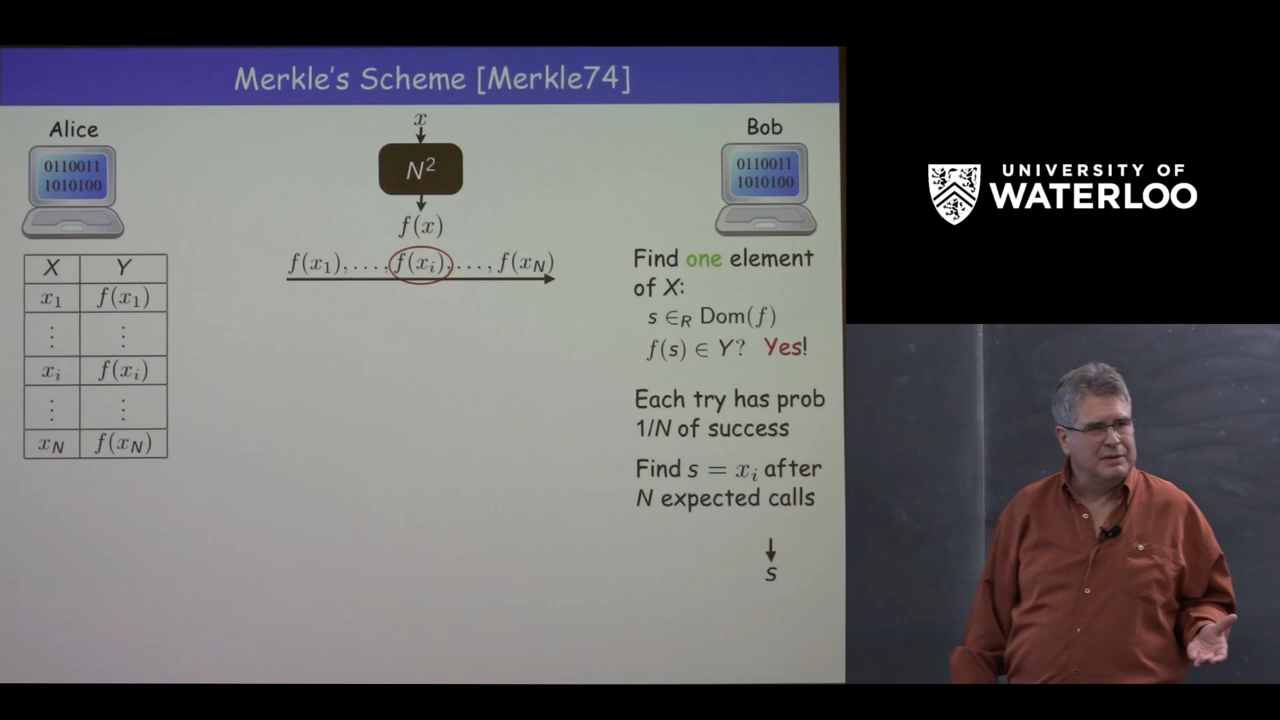 Merkle's Scheme [Merkle74]
Alice
0110011
1010100
x
N²
f(x)
Bob
0110011
1010100
f(x₁),...,f(xᵢ),...,f(x_N)
X Y
x₁ f(x₁)
⋮ ⋮
xᵢ f(xᵢ)
⋮ ⋮
x_N f(x_N)
Find one element
of X:
s ∈_R Dom(f)
f(s) ∈ Y? Yes!
Each try has prob
1/N of success
Find s = xᵢ after
N expected calls
s
UNIVERSITY OF
WATERLOO